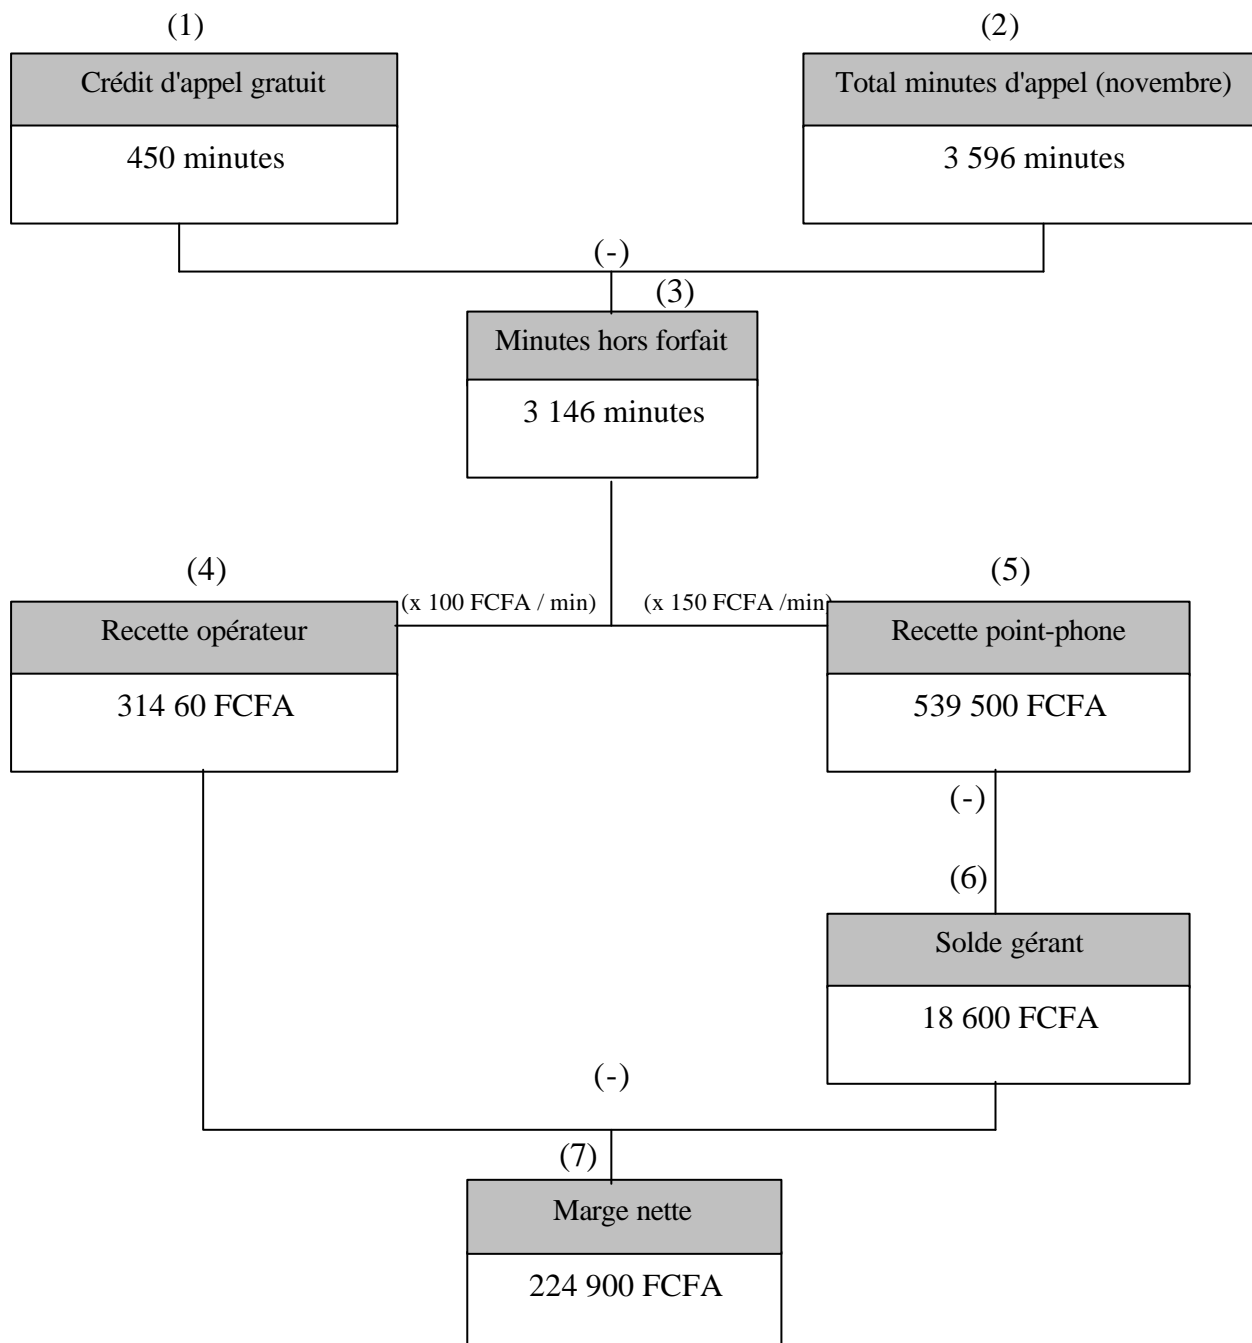 (1)
(2)
Crédit d'appel gratuit
Total minutes d'appel (novembre)
450 minutes
3 596 minutes
(-)
(3)
Minutes hors forfait
3 146 minutes
(4)
(5)
(x 100 FCFA / min)
(x 150 FCFA /min)
Recette opérateur
Recette point-phone
314 60 FCFA
539 500 FCFA
(-)
(6)
Solde gérant
18 600 FCFA
(-)
(7)
Marge nette
224 900 FCFA